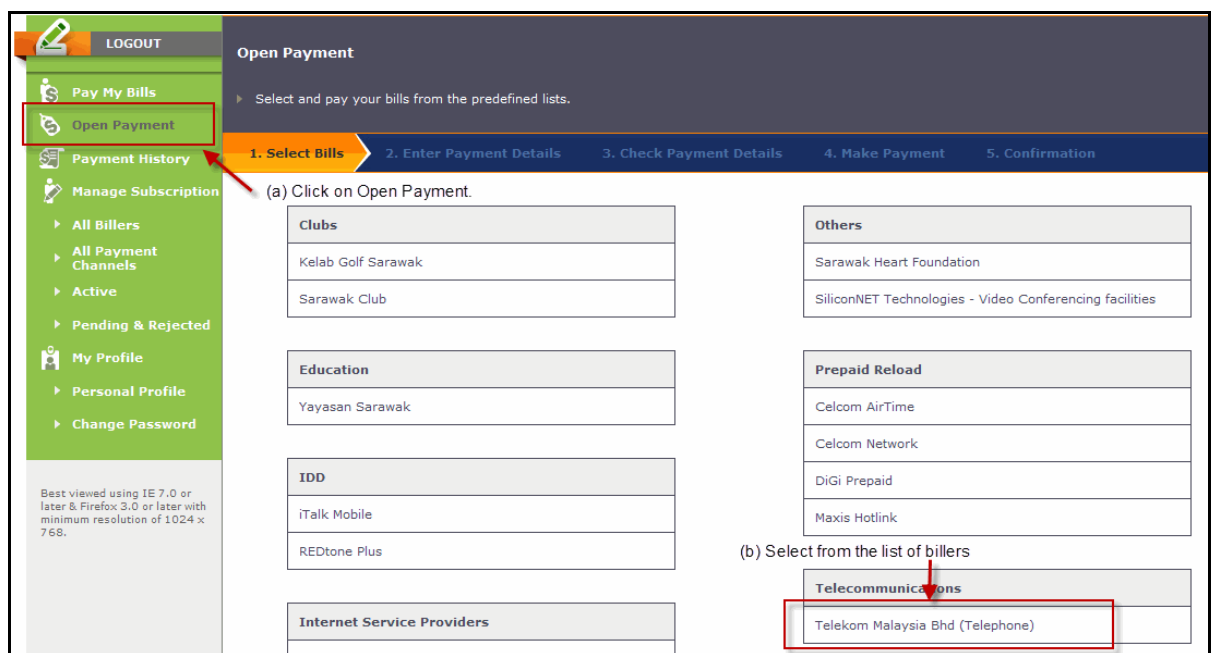 LOGOUT
Pay My Bills
Open Payment
Payment History
Manage Subscription
All Billers
All Payment
Channels
Active
Pending & Rejected
My Profile
Personal Profile
Change Password
Best viewed using IE 7.0 or
later & Firefox 3.0 or later with
minimum resolution of 1024 x
768.
Open Payment
Select and pay your bills from the predefined lists.
1. Select Bills 2. Enter Payment Details 3. Check Payment Details 4. Make Payment 5. Confirmation
(a) Click on Open Payment.
Clubs
Kelab Golf Sarawak
Sarawak Club
Education
Yayasan Sarawak
IDD
iTalk Mobile
REDtone Plus
Internet Service Providers
Others
Sarawak Heart Foundation
SiliconNET Technologies - Video Conferencing facilities
Prepaid Reload
Celcom AirTime
Celcom Network
DiGi Prepaid
Maxis Hotlink
(b) Select from the list of billers
Telecommunications
Telekom Malaysia Bhd (Telephone)